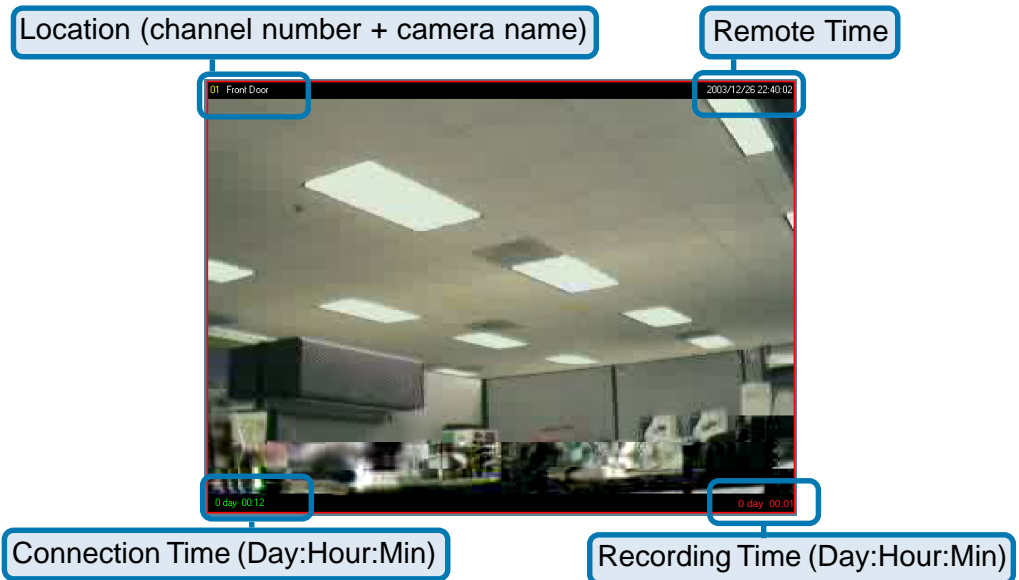 Location (channel number + camera name)
Remote Time
01 Front Door
2003/12/26 22:40:02
0 day 00:12
0 day 00:01
Connection Time (Day:Hour:Min)
Recording Time (Day:Hour:Min)